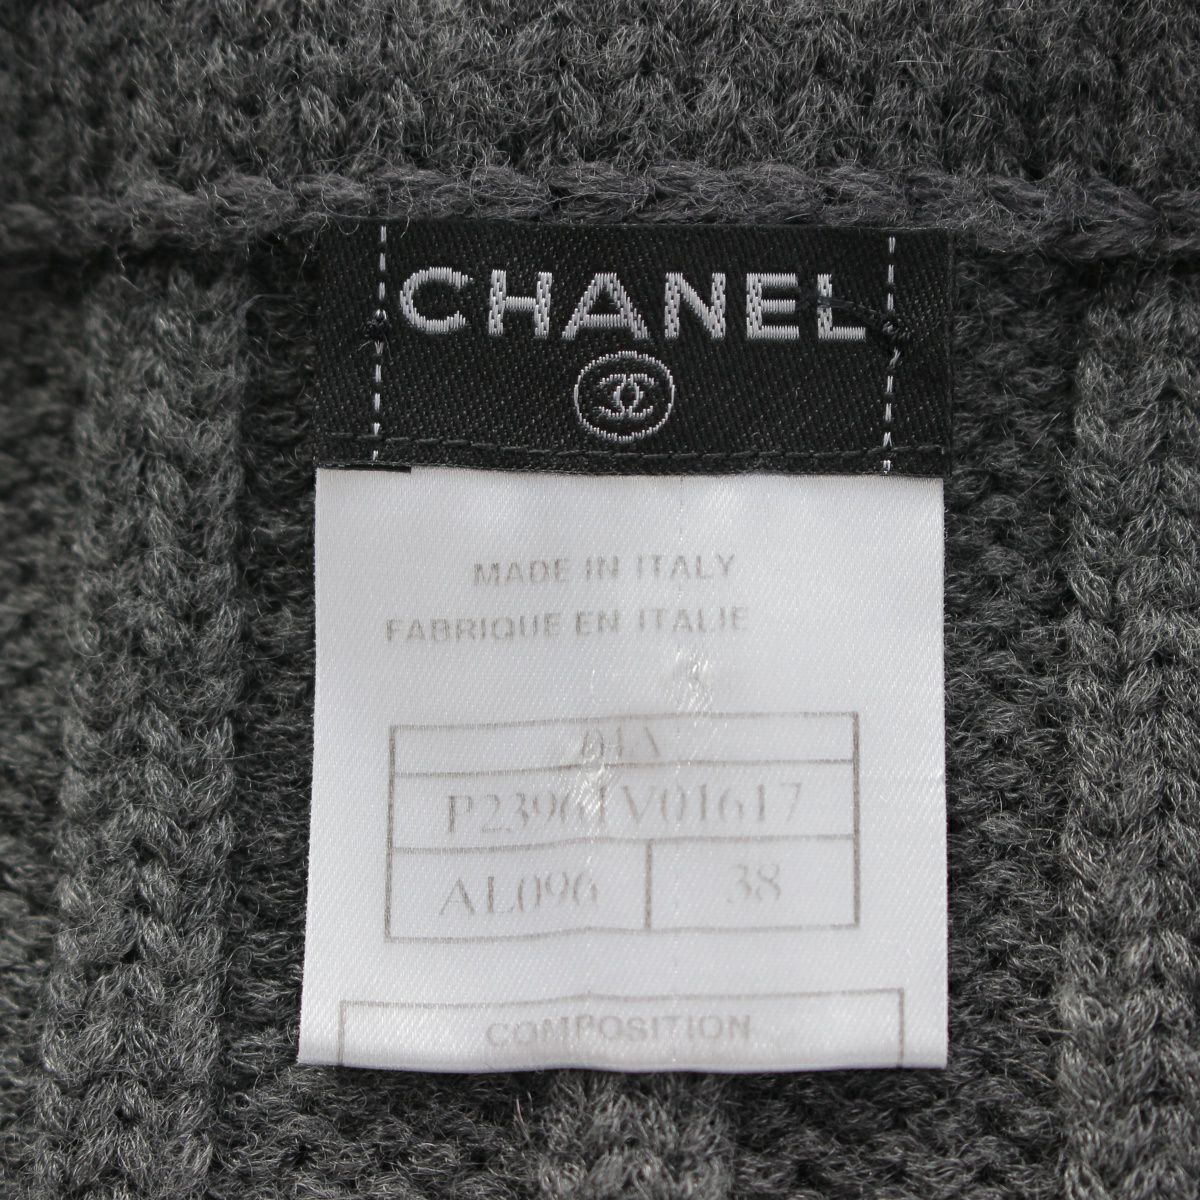 CHANEL
MADE IN ITALY
FABRIQUE EN ITALIE
04A
P23961V01617
AL096 38
COMPOSITION